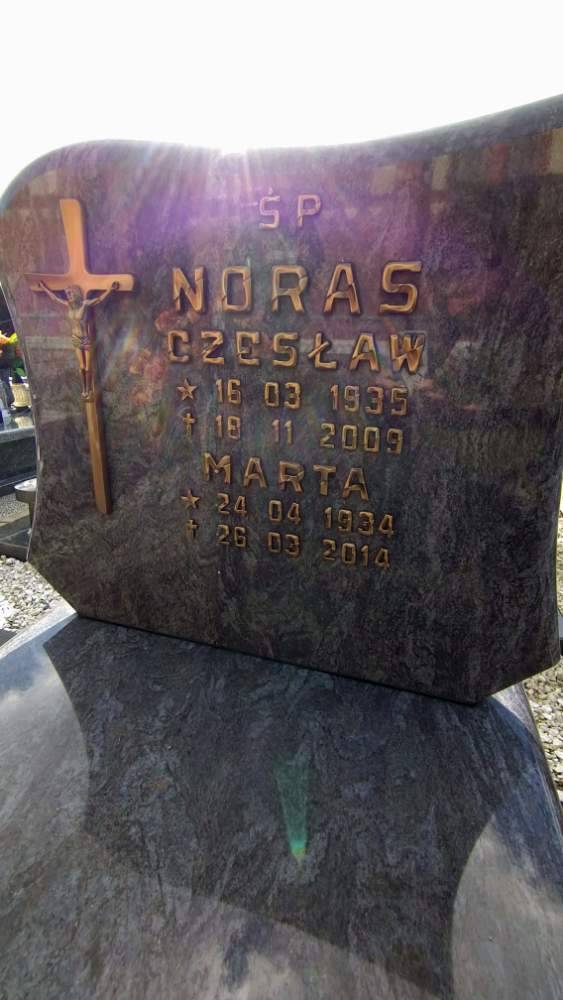 ŚP
NORAS
CZESŁAW
★ 16 03 1935
✝ 18 11 2009
MARTA
★ 24 04 1934
✝ 26 03 2014